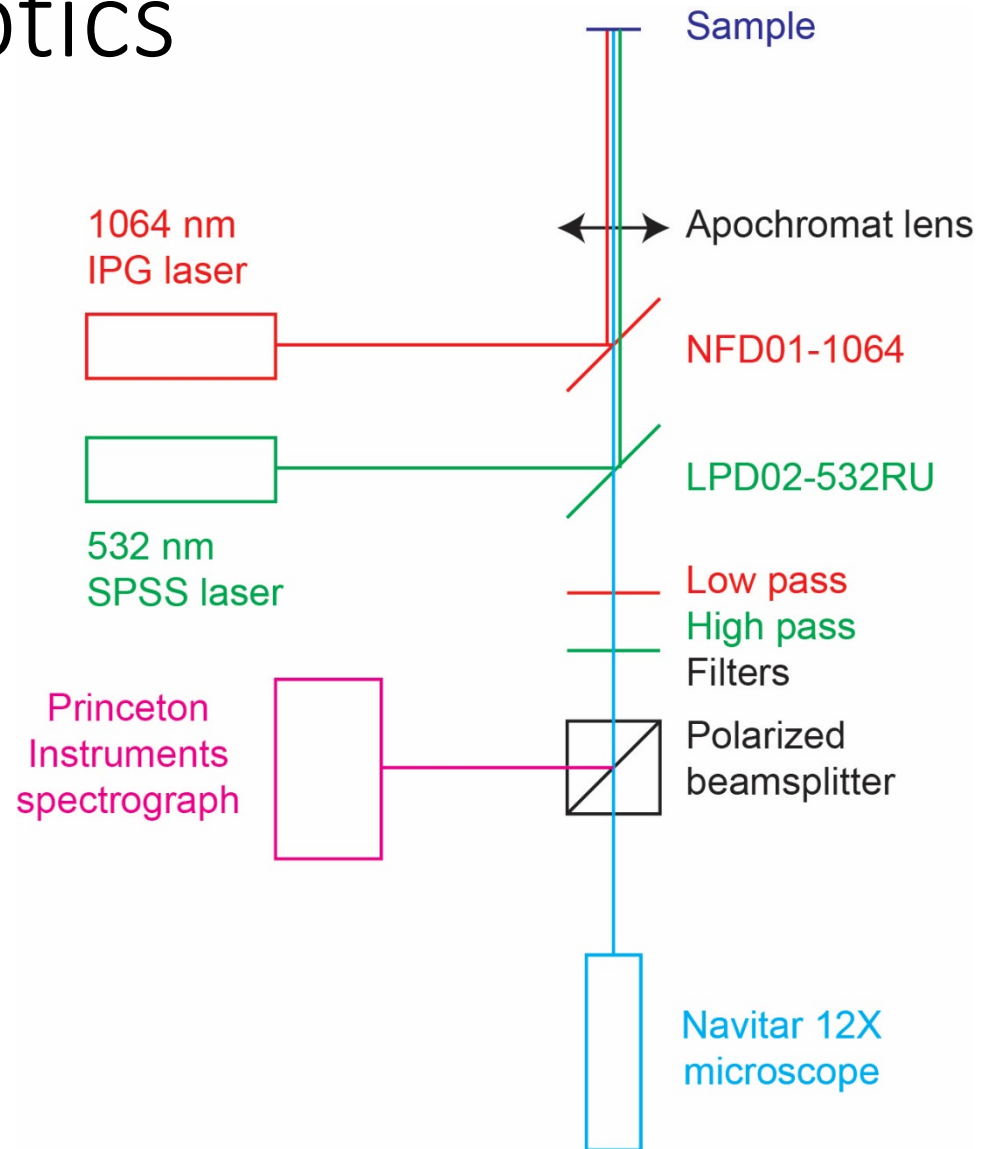 Sample
1064 nm
IPG laser
Apochromat lens
NFD01-1064
LPD02-532RU
532 nm
SPSS laser
Low pass
High pass
Filters
Princeton
Instruments
spectrograph
Polarized
beamsplitter
Navitar 12X
microscope